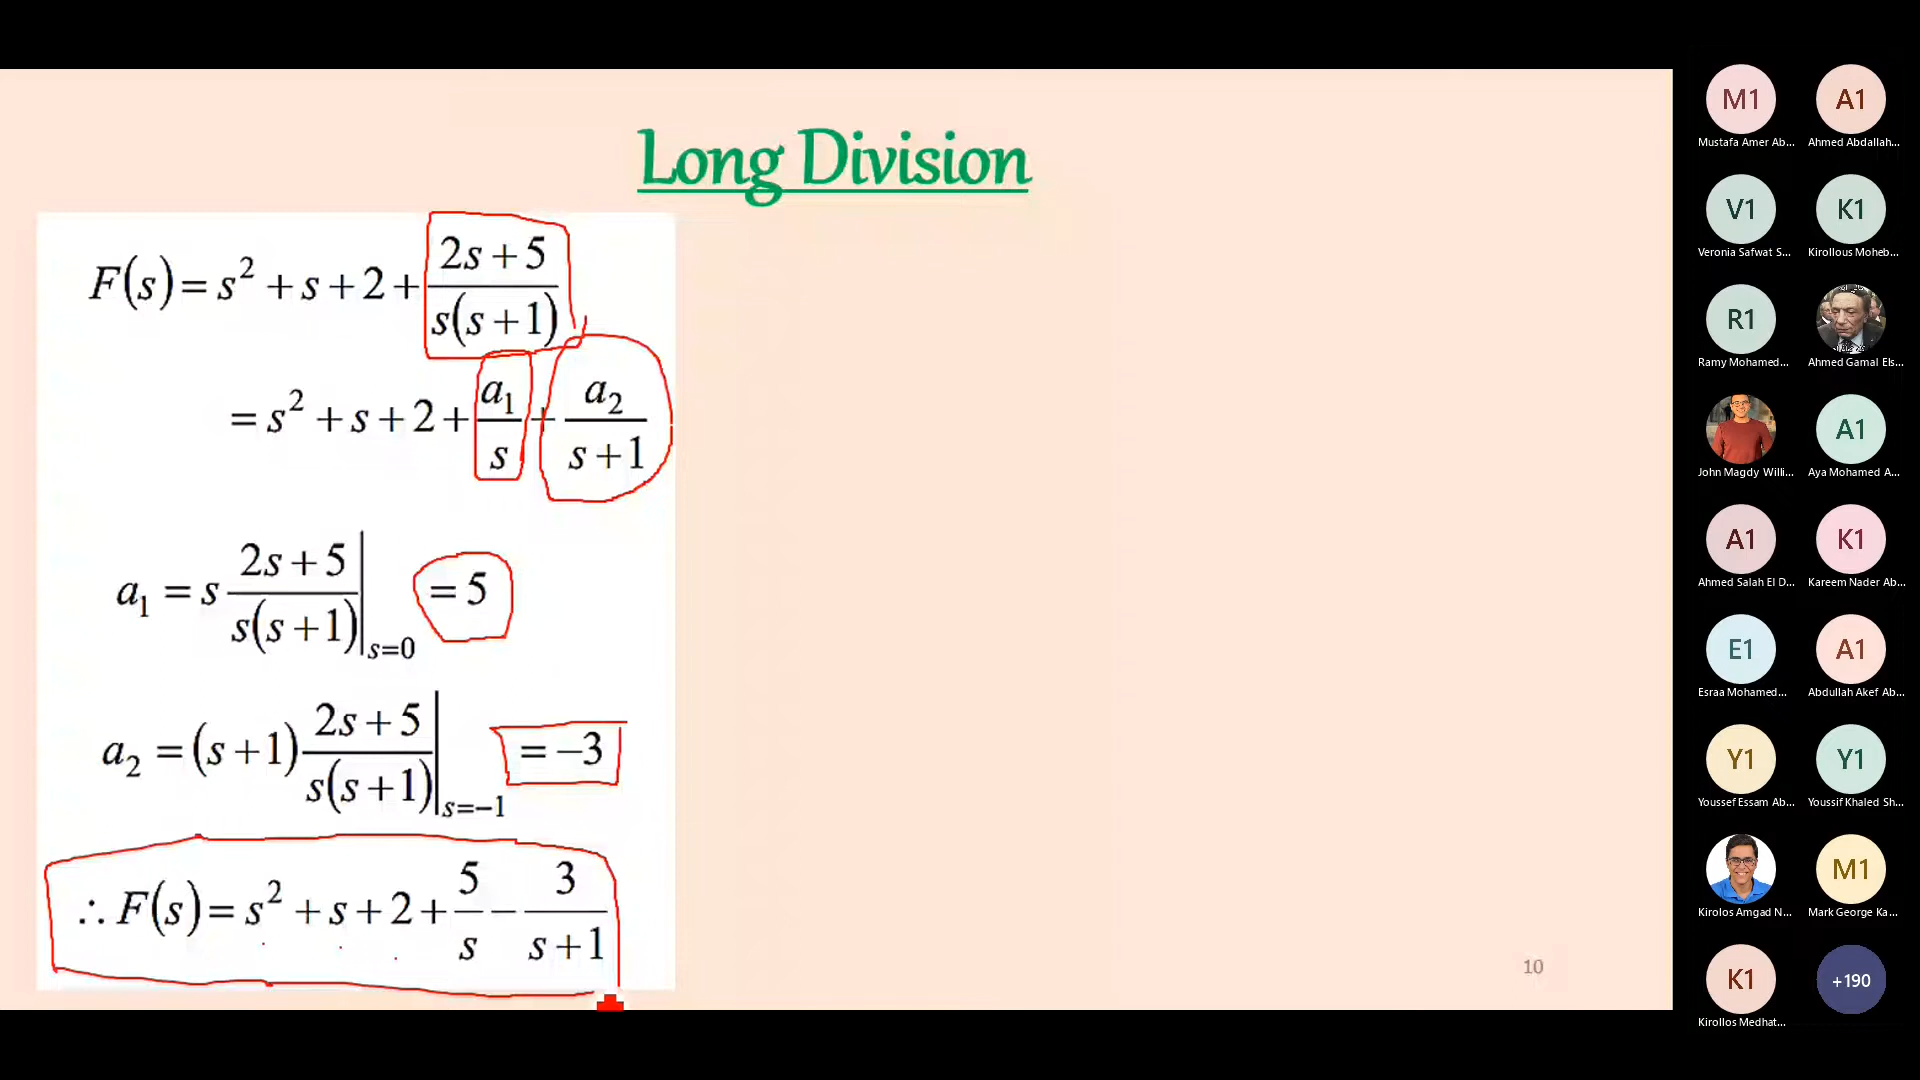 Long Division
F(s) = s² + s + 2 + (2s + 5)/(s(s + 1))
= s² + s + 2 + a₁/s + a₂/(s + 1)
a₁ = s (2s + 5)/(s(s + 1)) |s=0 = 5
a₂ = (s + 1) (2s + 5)/(s(s + 1)) |s=−1 = −3
∴ F(s) = s² + s + 2 + 5/s − 3/(s + 1)
10
M1 A1
Mustafa Amer Ab... Ahmed Abdallah...
V1 K1
Veronia Safwat S... Kirollous Moheb...
R1
Ramy Mohamed... Ahmed Gamal Els...
A1
John Magdy Willi... Aya Mohamed A...
A1 K1
Ahmed Salah El D... Kareem Nader Ab...
E1 A1
Esraa Mohamed... Abdullah Akef Ab...
Y1 Y1
Youssef Essam Ab... Youssif Khaled Sh...
M1
Kirolos Amgad N... Mark George Ka...
K1 +190
Kirollos Medhat...